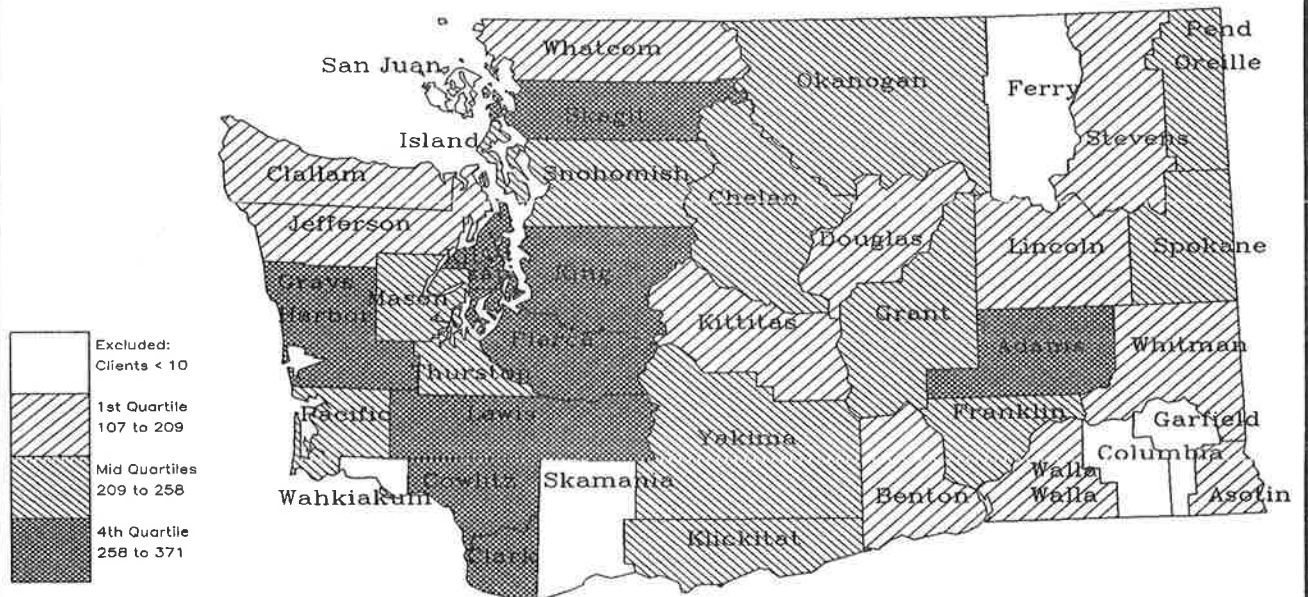 Whatcom
Pend
Oreille
San Juan
Okanogan
Ferry
Skagit
Island
Stevens
Clallam
Snohomish
Chelan
Jefferson
Douglas
Lincoln
Spokane
Kitsap
King
Grays
Harbor
Mason
Kittitas
Grant
Pierce
Adams
Whitman
Thurston
Pacific
Lewis
Franklin
Garfield
Yakima
Columbia
Cowlitz
Skamania
Walla
Walla
Wahkiakum
Benton
Asotin
Klickitat
Clark
Excluded:
Clients < 10
1st Quartile
107 to 209
Mid Quartiles
209 to 258
4th Quartile
258 to 371